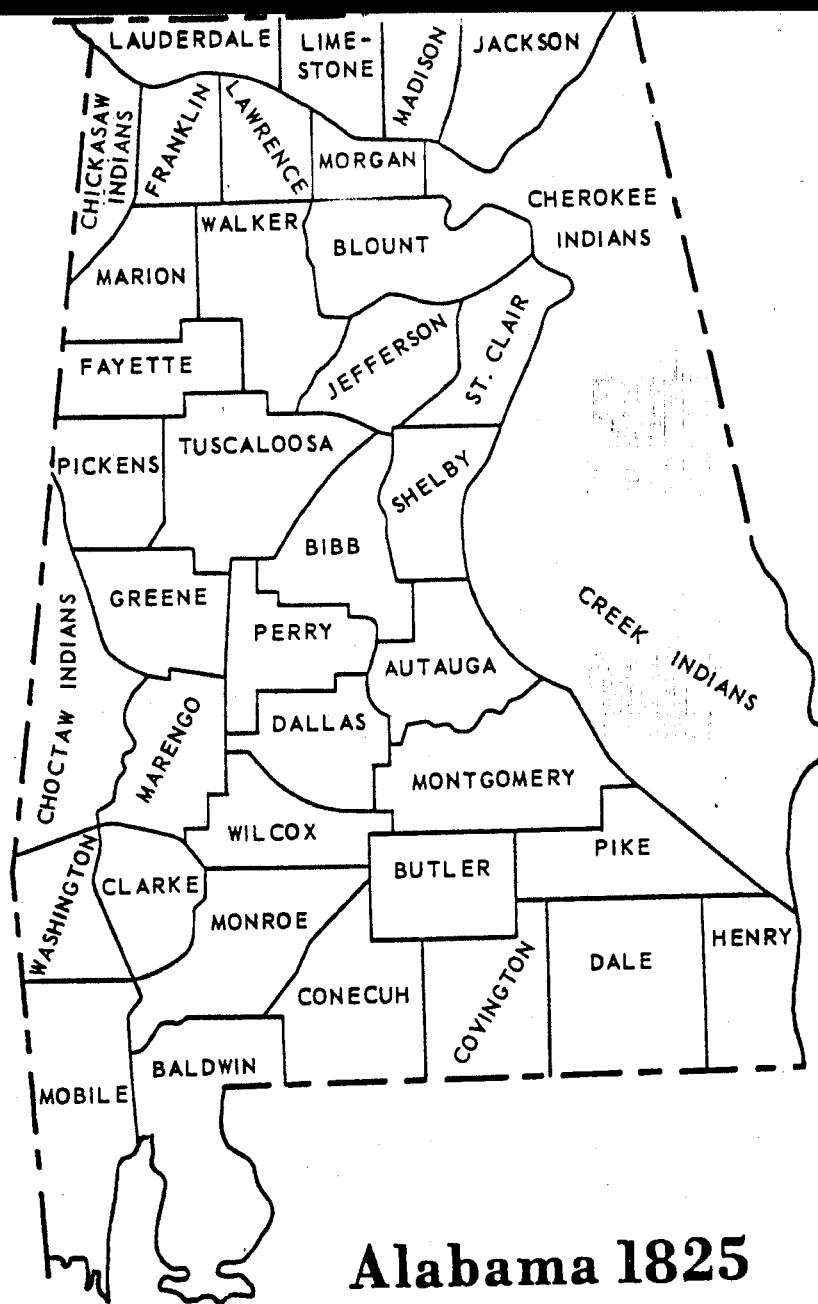 LAUDERDALE
LIME-
STONE
MADISON
JACKSON
CHICKASAW
INDIANS
FRANKLIN
LAWRENCE
MORGAN
CHEROKEE
INDIANS
WALKER
BLOUNT
MARION
FAYETTE
JEFFERSON
ST. CLAIR
PICKENS
TUSCALOOSA
SHELBY
BIBB
GREENE
PERRY
CREEK INDIANS
AUTAUGA
CHOCTAW INDIANS
MARENGO
DALLAS
MONTGOMERY
WILCOX
PIKE
WASHINGTON
CLARKE
BUTLER
MONROE
HENRY
DALE
CONECUH
COVINGTON
BALDWIN
MOBILE
Alabama 1825